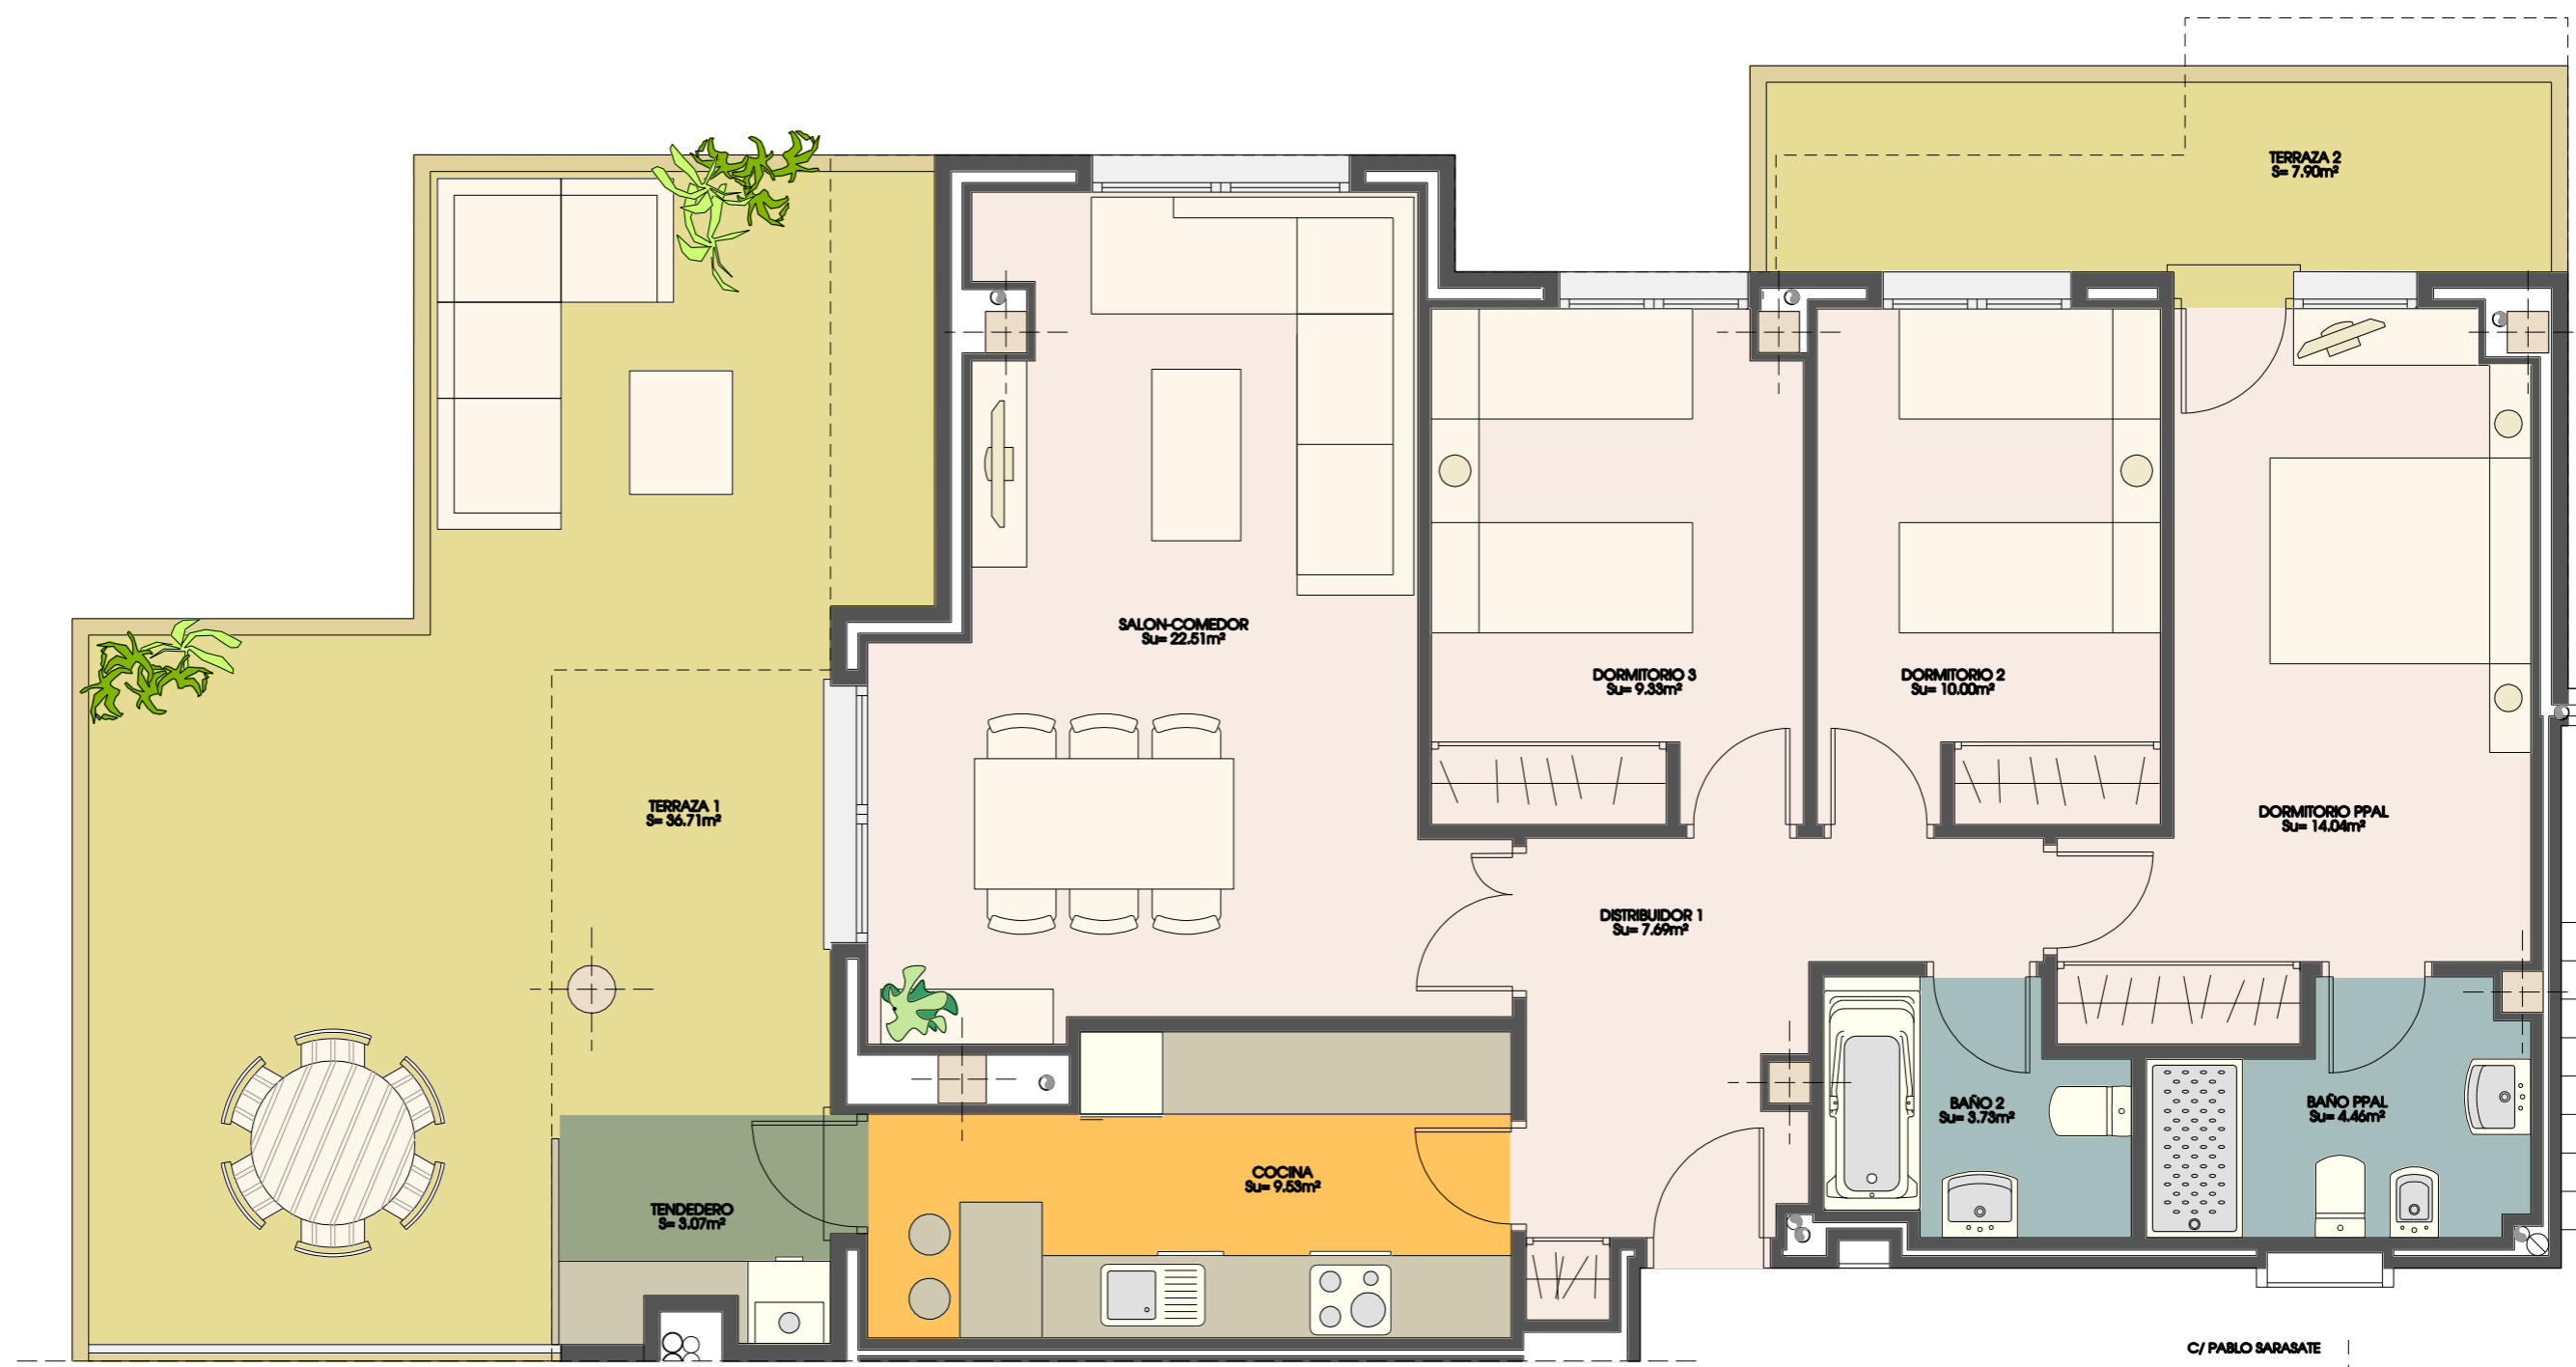 TERRAZA 2
S= 7.90m²
SALON-COMEDOR
Su= 22.51m²
DORMITORIO 3
Su= 9.33m²
DORMITORIO 2
Su= 10.00m²
TERRAZA 1
S= 36.71m²
DORMITORIO PPAL
Su= 14.04m²
DISTRIBUIDOR 1
Su= 7.69m²
BAÑO 2
Su= 3.73m²
BAÑO PPAL
Su= 4.46m²
COCINA
Su= 9.53m²
TENDEDERO
S= 3.07m²
C/ PABLO SARASATE